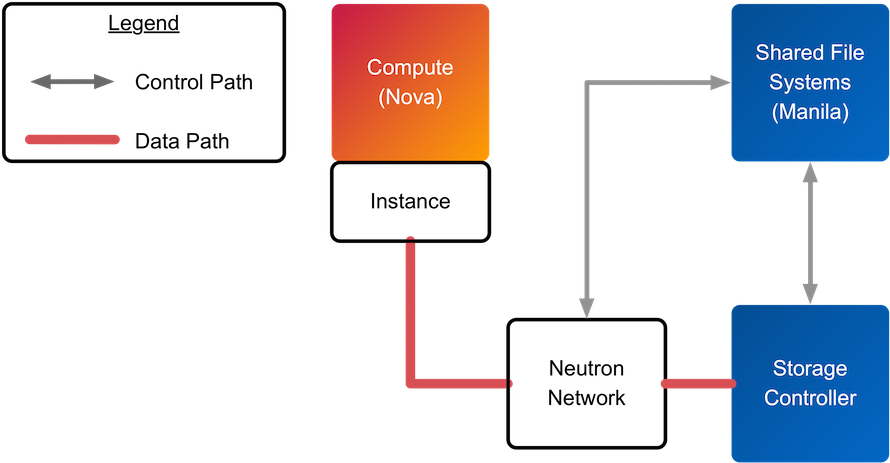 Legend
Control Path
Data Path
Compute
(Nova)
Instance
Shared File
Systems
(Manila)
Neutron
Network
Storage
Controller